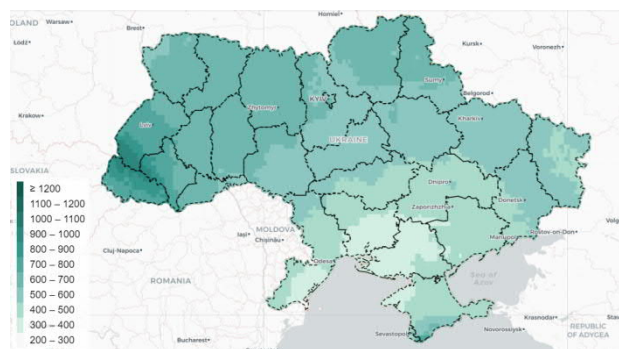 OLAND
Warsaw
Brest
Homiel
Kursk
Voronezh
Lódź
Sumy
Belgorod
KYIV
Zhytomyr
Krakow
Lviv
Kharkiv
UKRAINE
SLOVAKIA
≥ 1200
1100 – 1200
1000 – 1100
900 – 1000
800 – 900
700 – 800
600 – 700
500 – 600
400 – 500
300 – 400
200 – 300
Dnipro
Donetsk
Zaporizhzhia
MOLDOVA
Iași
Chișinău
Rostov-on-Don
Mariupol
Cluj-Napoca
Odesa
Sea of
Azov
ROMANIA
Krasnodar
Stav
Sevastopol
Novorossiysk
REPUBLIC
OF ADYGEA
Bucharest